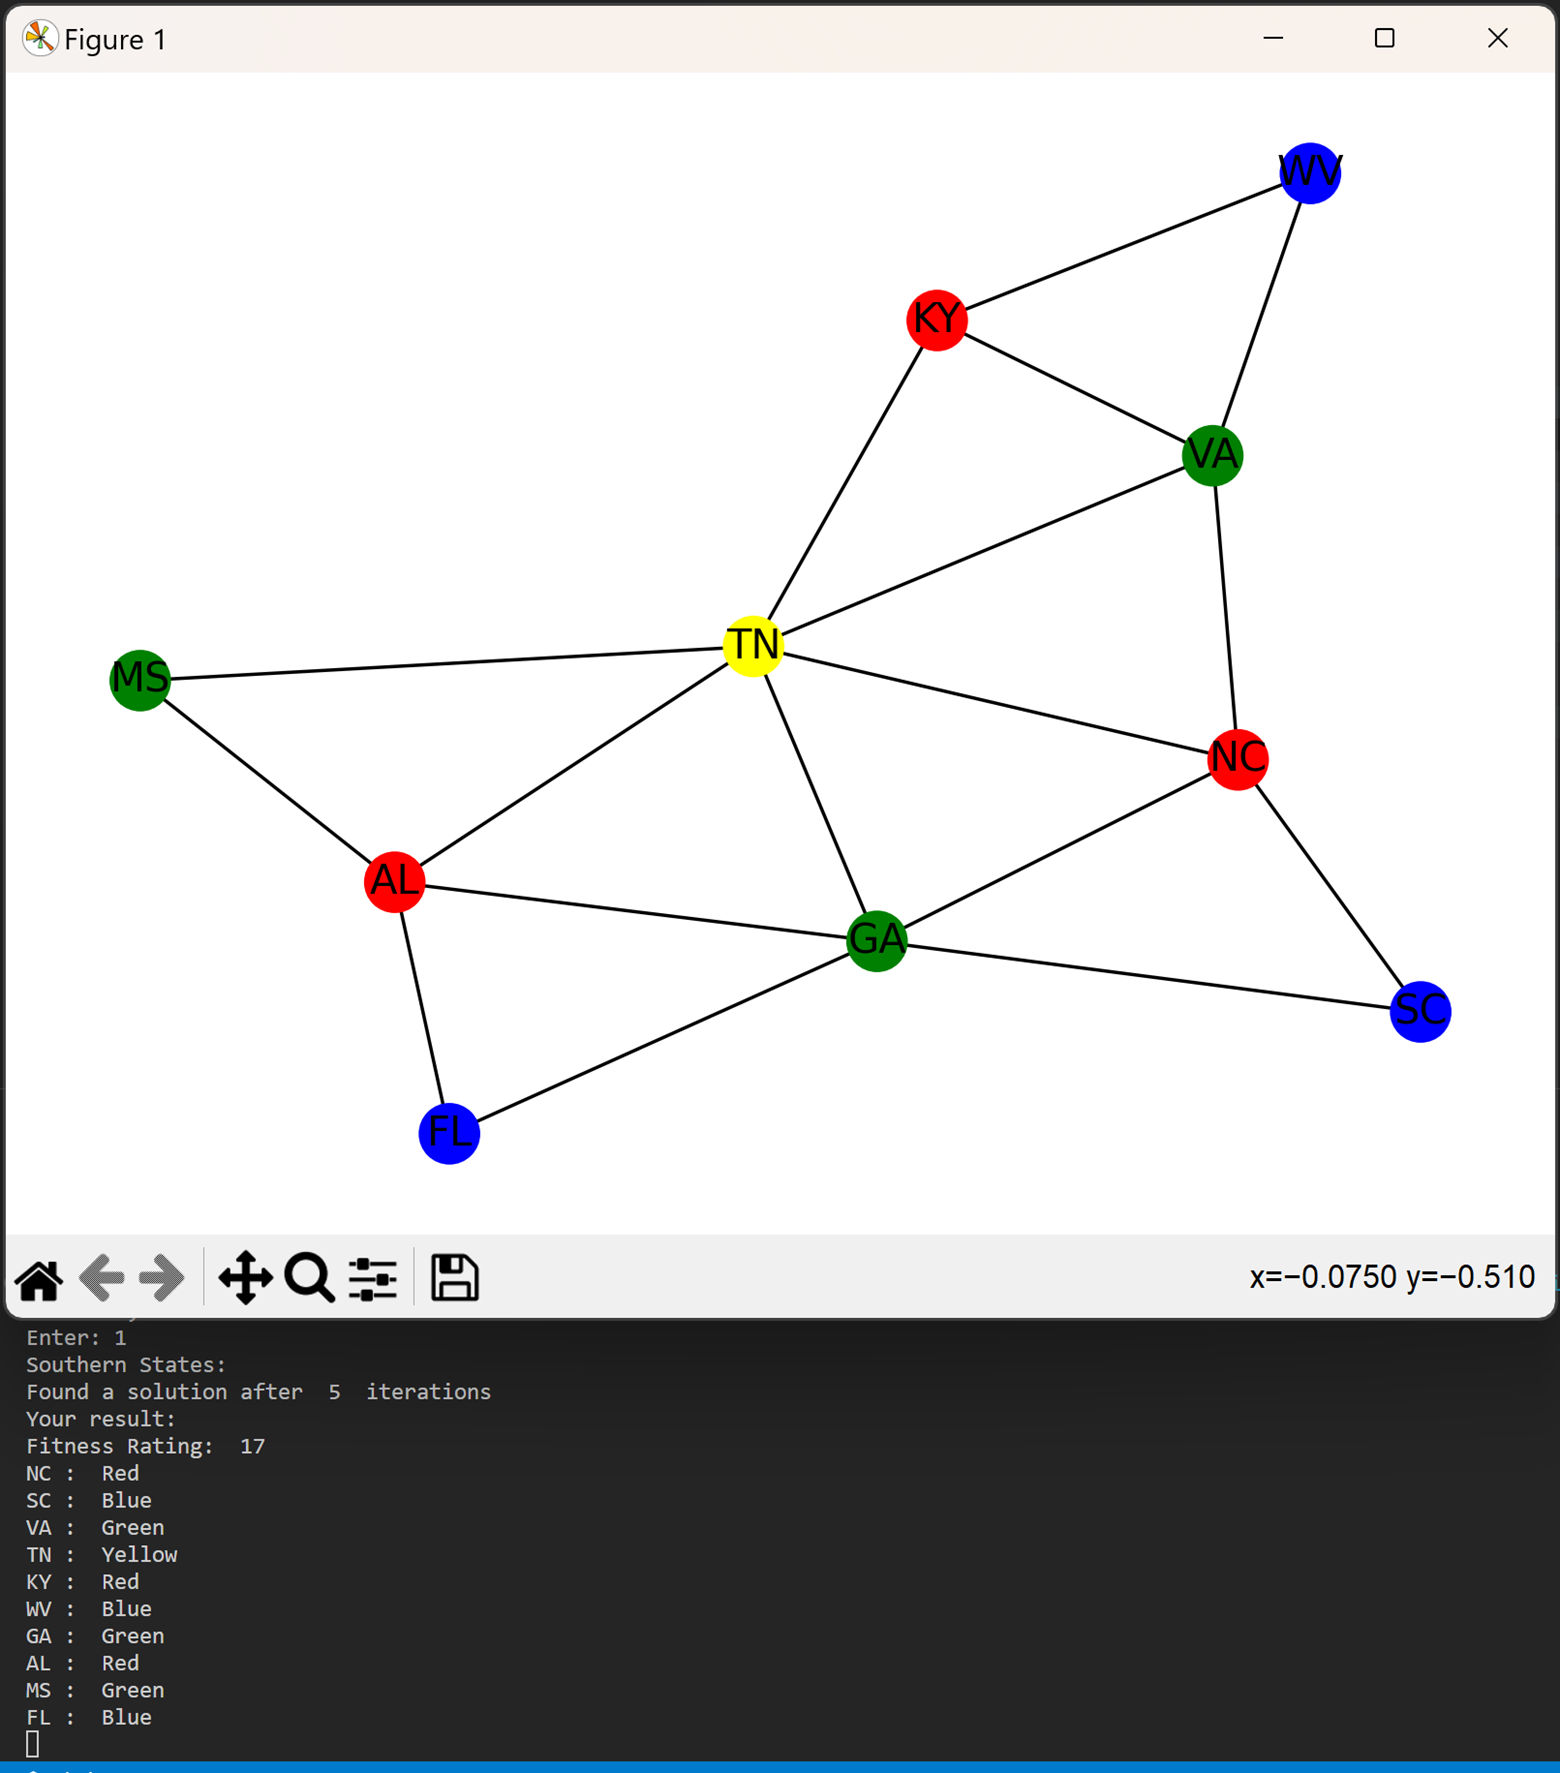 Figure 1
WV
KY
VA
TN
MS
NC
AL
GA
SC
FL
x=−0.0750 y=−0.510
Enter: 1
Southern States:
Found a solution after  5  iterations
Your result:
Fitness Rating:  17
NC :  Red
SC :  Blue
VA :  Green
TN :  Yellow
KY :  Red
WV :  Blue
GA :  Green
AL :  Red
MS :  Green
FL :  Blue